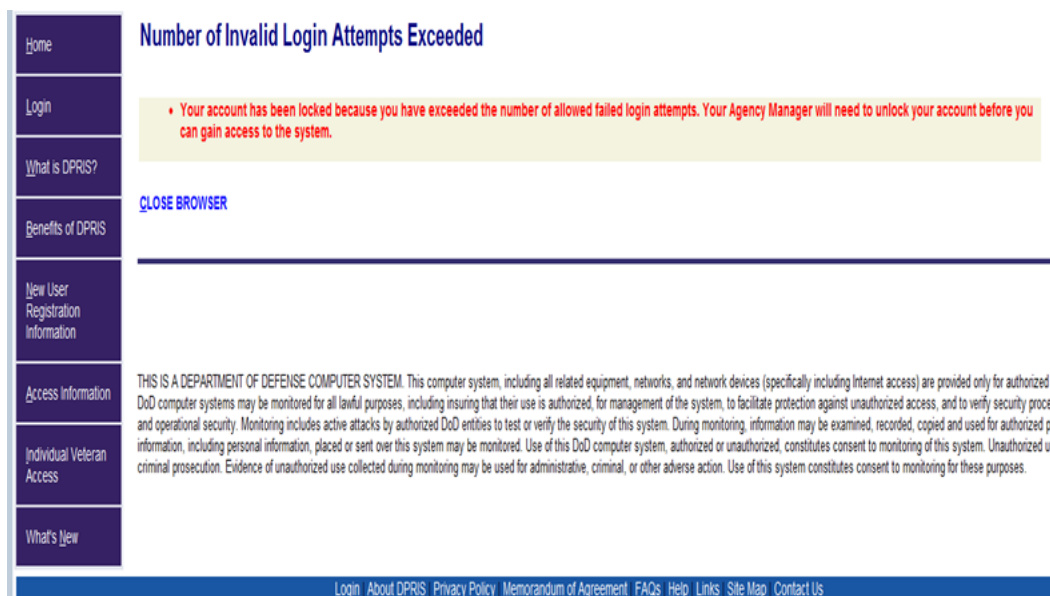 Home
Login
What is DPRIS?
Benefits of DPRIS
New User
Registration
Information
Access Information
Individual Veteran
Access
What's New
Number of Invalid Login Attempts Exceeded
• Your account has been locked because you have exceeded the number of allowed failed login attempts. Your Agency Manager will need to unlock your account before you
can gain access to the system.
CLOSE BROWSER
THIS IS A DEPARTMENT OF DEFENSE COMPUTER SYSTEM. This computer system, including all related equipment, networks, and network devices (specifically including Internet access) are provided only for authorized
DoD computer systems may be monitored for all lawful purposes, including insuring that their use is authorized, for management of the system, to facilitate protection against unauthorized access, and to verify security proce
and operational security. Monitoring includes active attacks by authorized DoD entities to test or verify the security of this system. During monitoring, information may be examined, recorded, copied and used for authorized p
information, including personal information, placed or sent over this system may be monitored. Use of this DoD computer system, authorized or unauthorized, constitutes consent to monitoring of this system. Unauthorized u
criminal prosecution. Evidence of unauthorized use collected during monitoring may be used for administrative, criminal, or other adverse action. Use of this system constitutes consent to monitoring for these purposes.
Login | About DPRIS | Privacy Policy | Memorandum of Agreement | FAQs | Help | Links | Site Map | Contact Us